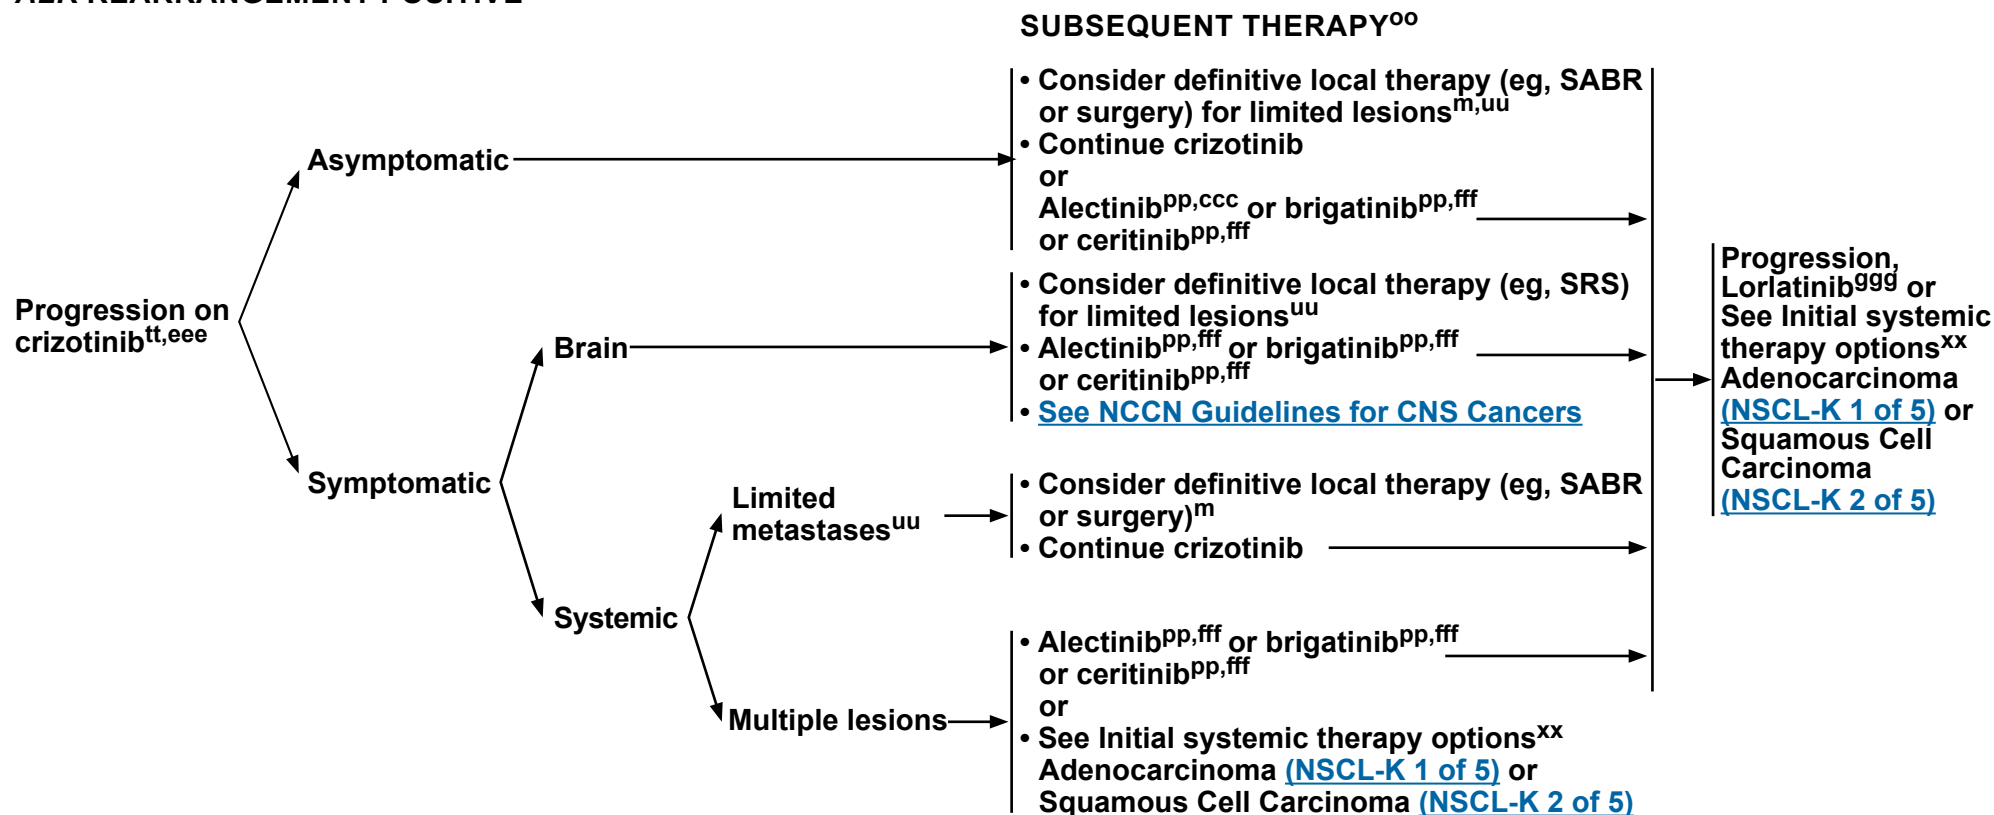 SUBSEQUENT THERAPYoo
• Consider definitive local therapy (eg, SABR
or surgery) for limited lesionsm,uu
• Continue crizotinib
or
Alectinibpp,ccc or brigatinibpp,fff
or ceritinibpp,fff
Asymptomatic
Progression on
crizotinibtt,eee
Brain
• Consider definitive local therapy (eg, SRS)
for limited lesionsuu
• Alectinibpp,fff or brigatinibpp,fff
or ceritinibpp,fff
• See NCCN Guidelines for CNS Cancers
Symptomatic
Limited
metastasesuu
• Consider definitive local therapy (eg, SABR
or surgery)m
• Continue crizotinib
Systemic
Multiple lesions
• Alectinibpp,fff or brigatinibpp,fff
or ceritinibpp,fff
or
• See Initial systemic therapy optionsxx
Adenocarcinoma (NSCL-K 1 of 5) or
Squamous Cell Carcinoma (NSCL-K 2 of 5)
Progression,
Lorlatinibggg or
See Initial systemic
therapy optionsxx
Adenocarcinoma
(NSCL-K 1 of 5) or
Squamous Cell
Carcinoma
(NSCL-K 2 of 5)